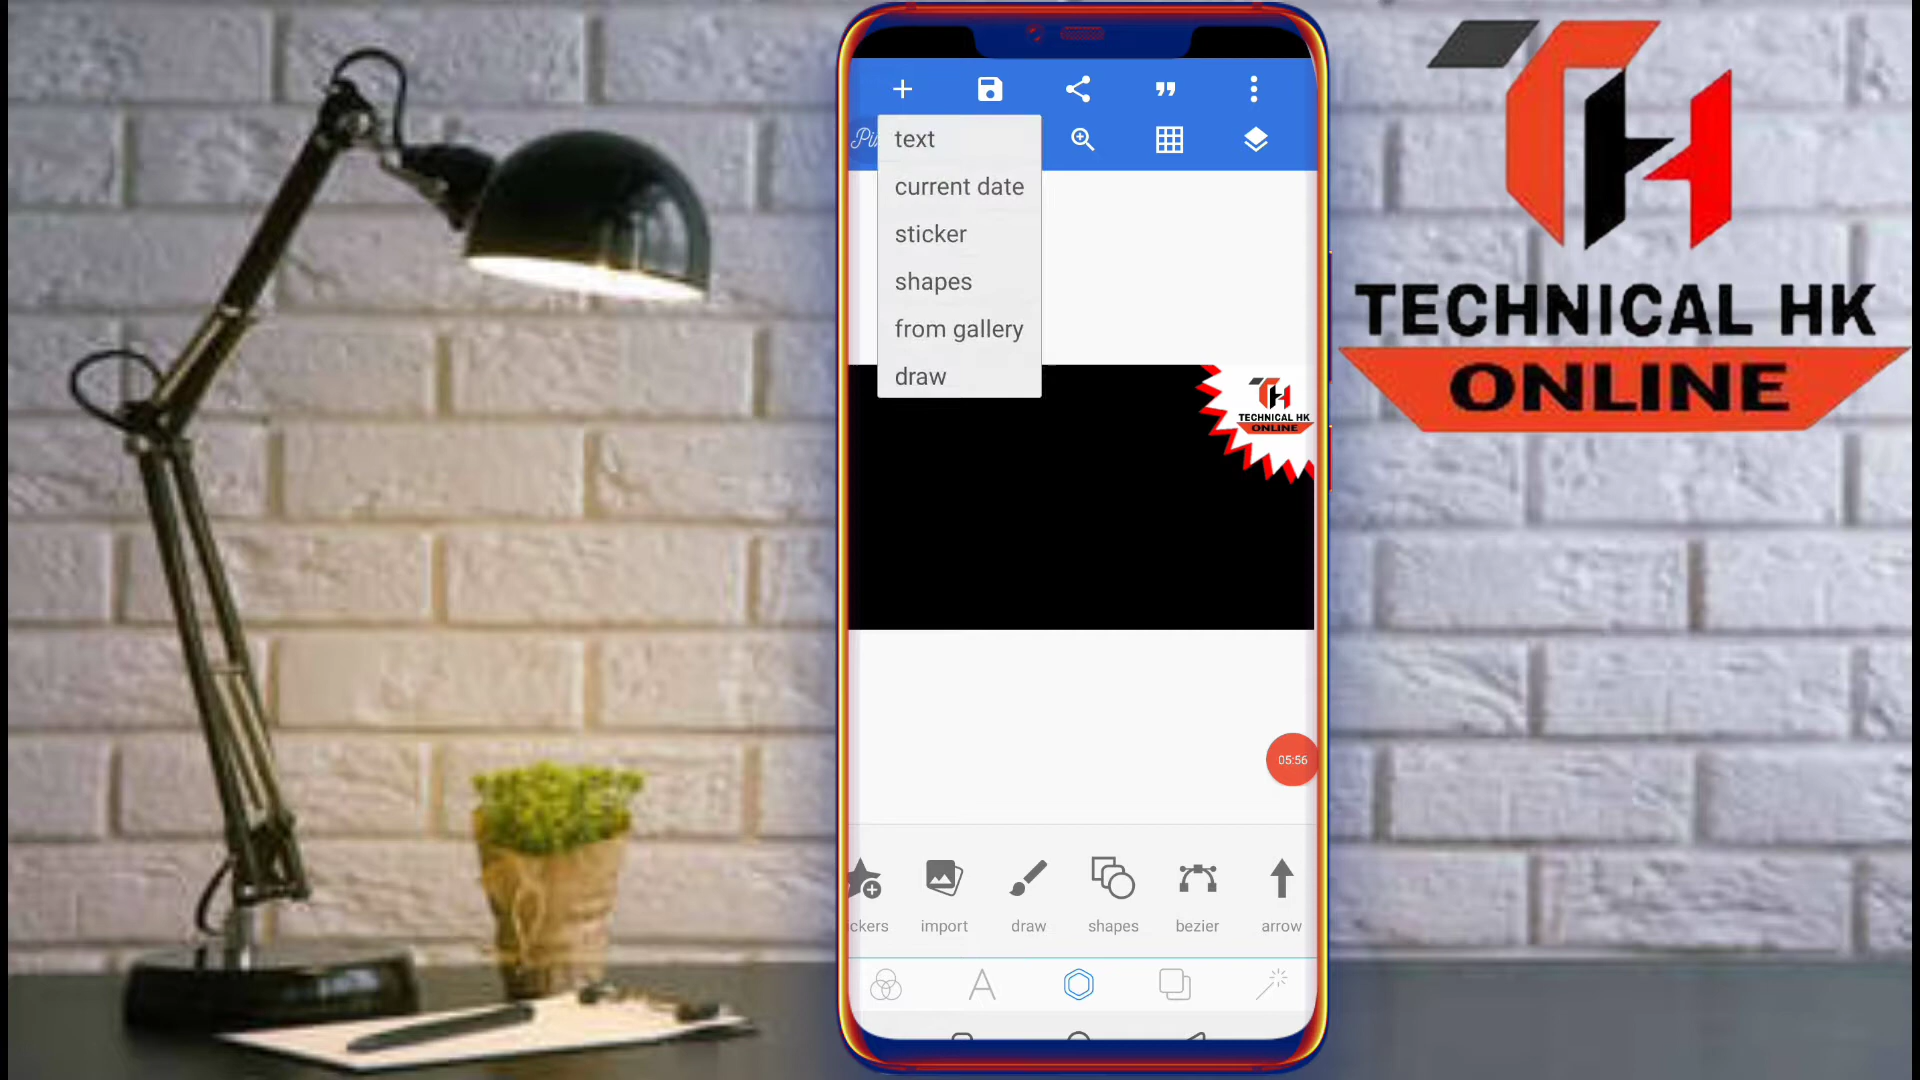 TECHNICAL HK
ONLINE
text
current date
sticker
shapes
from gallery
draw
TECHNICAL HK
ONLINE
05:56
ckers
import
draw
shapes
bezier
arrow